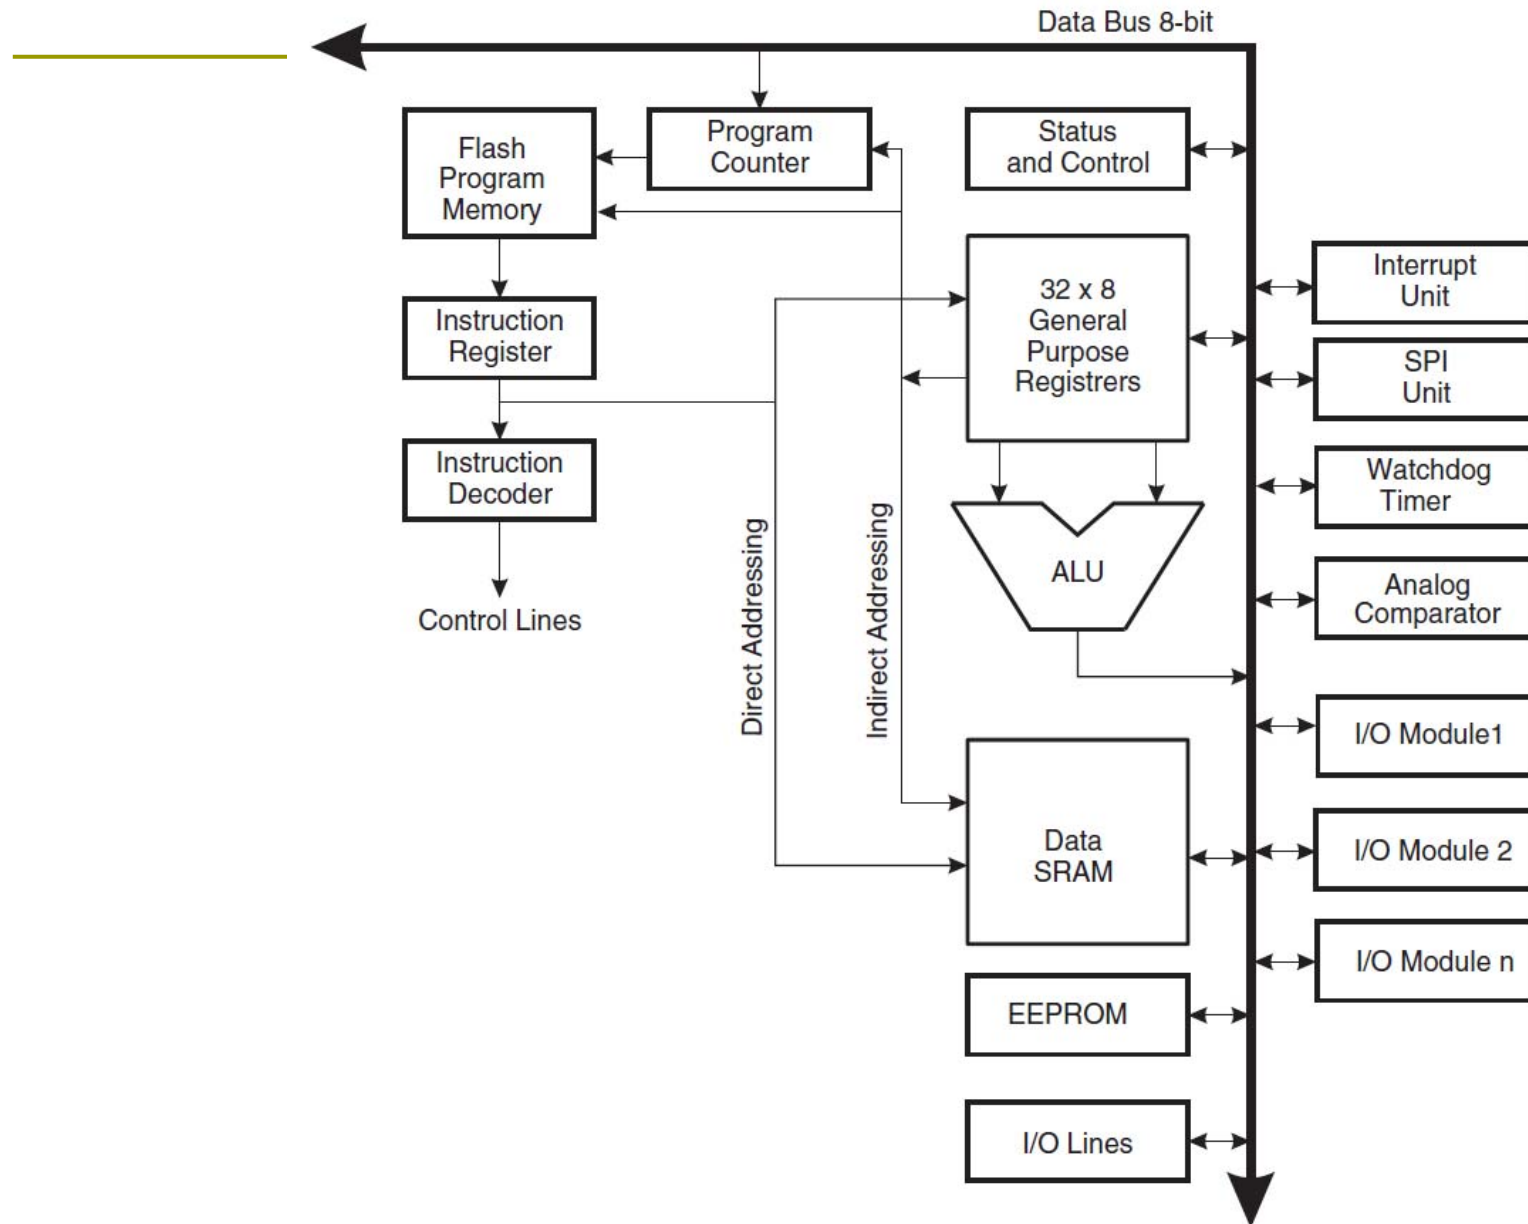 Data Bus 8-bit
Flash
Program
Memory
Program
Counter
Status
and Control
Instruction
Register
32 x 8
General
Purpose
Registrers
Interrupt
Unit
SPI
Unit
Instruction
Decoder
Watchdog
Timer
Control Lines
Direct Addressing
Indirect Addressing
ALU
Analog
Comparator
I/O Module1
Data
SRAM
I/O Module 2
I/O Module n
EEPROM
I/O Lines